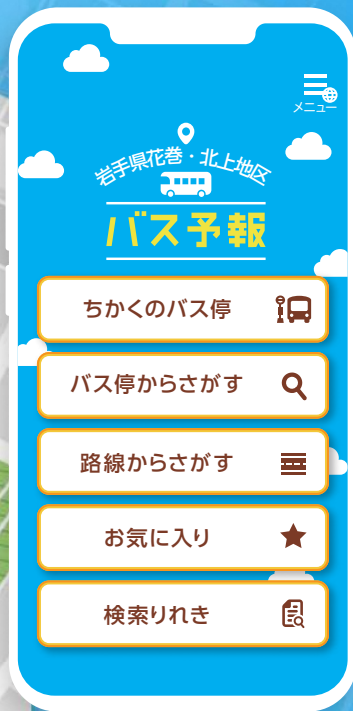 メニュー
岩手県花巻・北上地区
バス予報
ちかくのバス停
バス停からさがす
路線からさがす
お気に入り
検索りれき